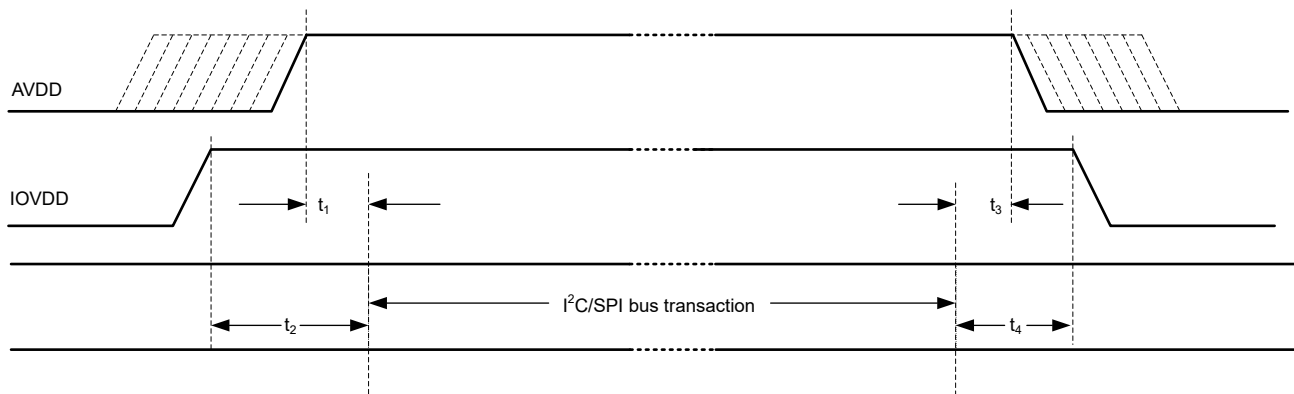 AVDD
IOVDD
t₁
t₃
I²C/SPI bus transaction
t₂
t₄